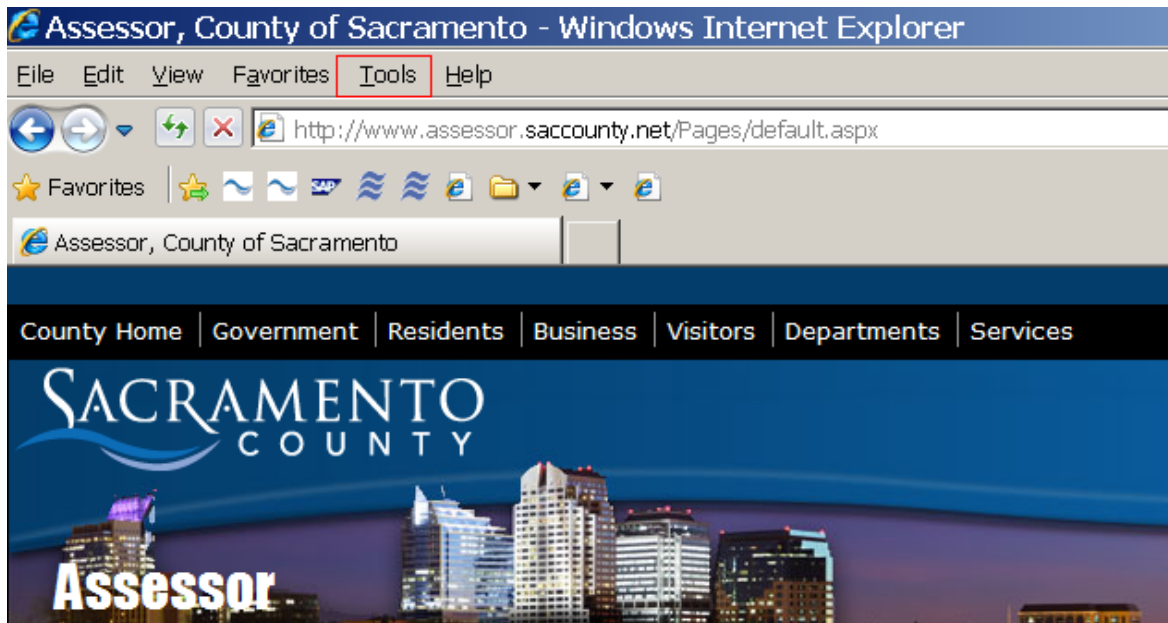 Assessor, County of Sacramento - Windows Internet Explorer
File Edit View Favorites Tools Help
http://www.assessor.saccounty.net/Pages/default.aspx
Favorites SAP
Assessor, County of Sacramento
County Home Government Residents Business Visitors Departments Services
SACRAMENTO
COUNTY
Assessor